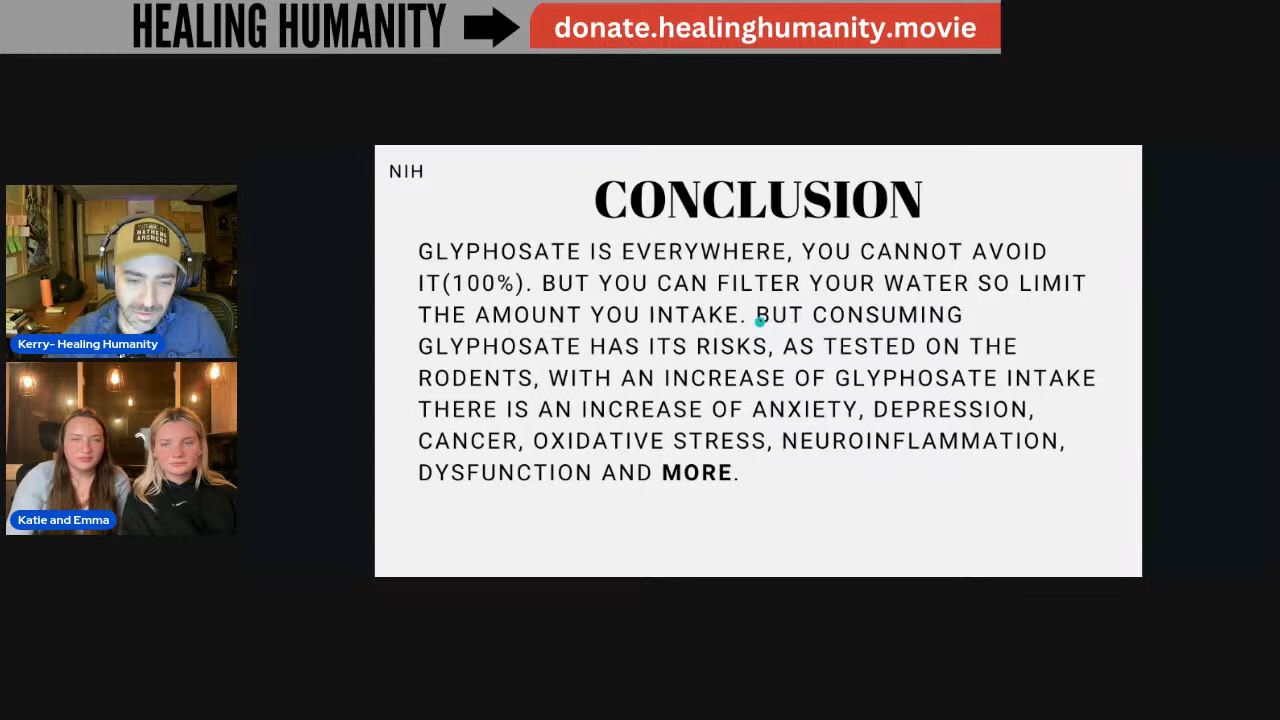 HEALING HUMANITY
donate.healinghumanity.movie
NIH
CONCLUSION
GLYPHOSATE IS EVERYWHERE, YOU CANNOT AVOID
IT(100%). BUT YOU CAN FILTER YOUR WATER SO LIMIT
THE AMOUNT YOU INTAKE. BUT CONSUMING
GLYPHOSATE HAS ITS RISKS, AS TESTED ON THE
RODENTS, WITH AN INCREASE OF GLYPHOSATE INTAKE
THERE IS AN INCREASE OF ANXIETY, DEPRESSION,
CANCER, OXIDATIVE STRESS, NEUROINFLAMMATION,
DYSFUNCTION AND MORE.
MATHEWS
ARCHERY
Kerry- Healing Humanity
Katie and Emma